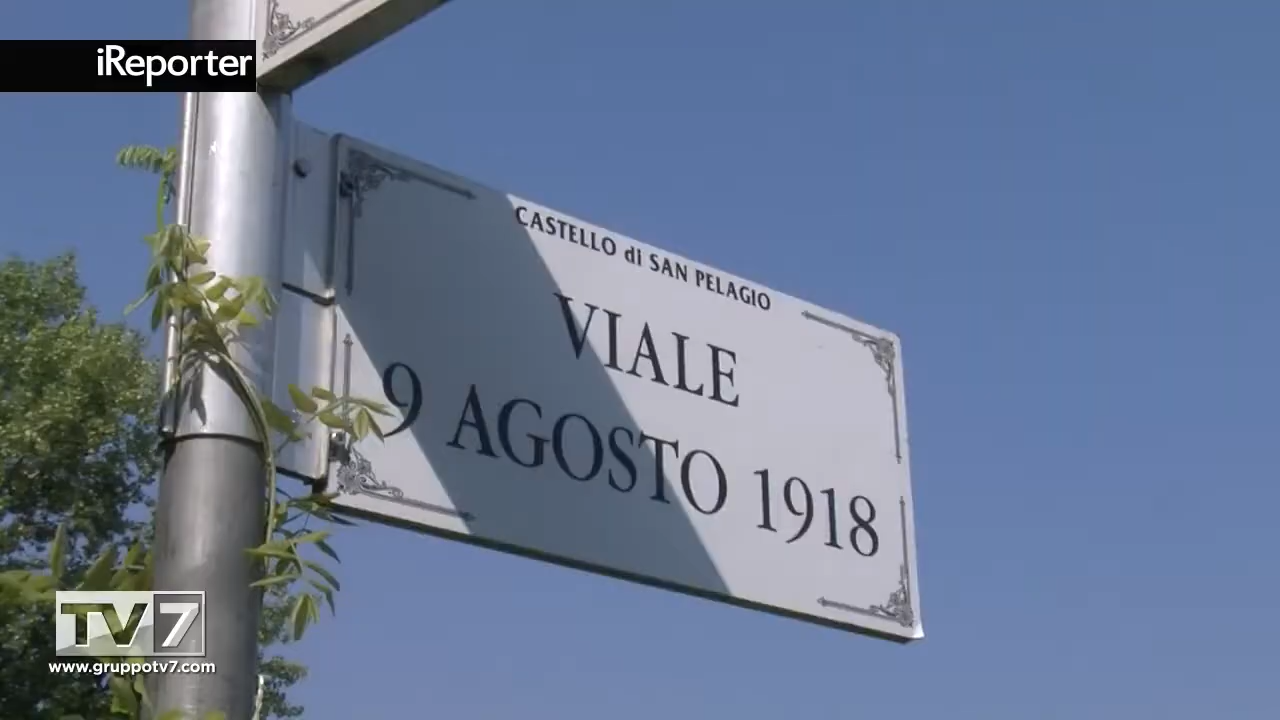 iReporter
CASTELLO di SAN PELAGIO
VIALE
9 AGOSTO 1918
TV7
www.gruppotv7.com